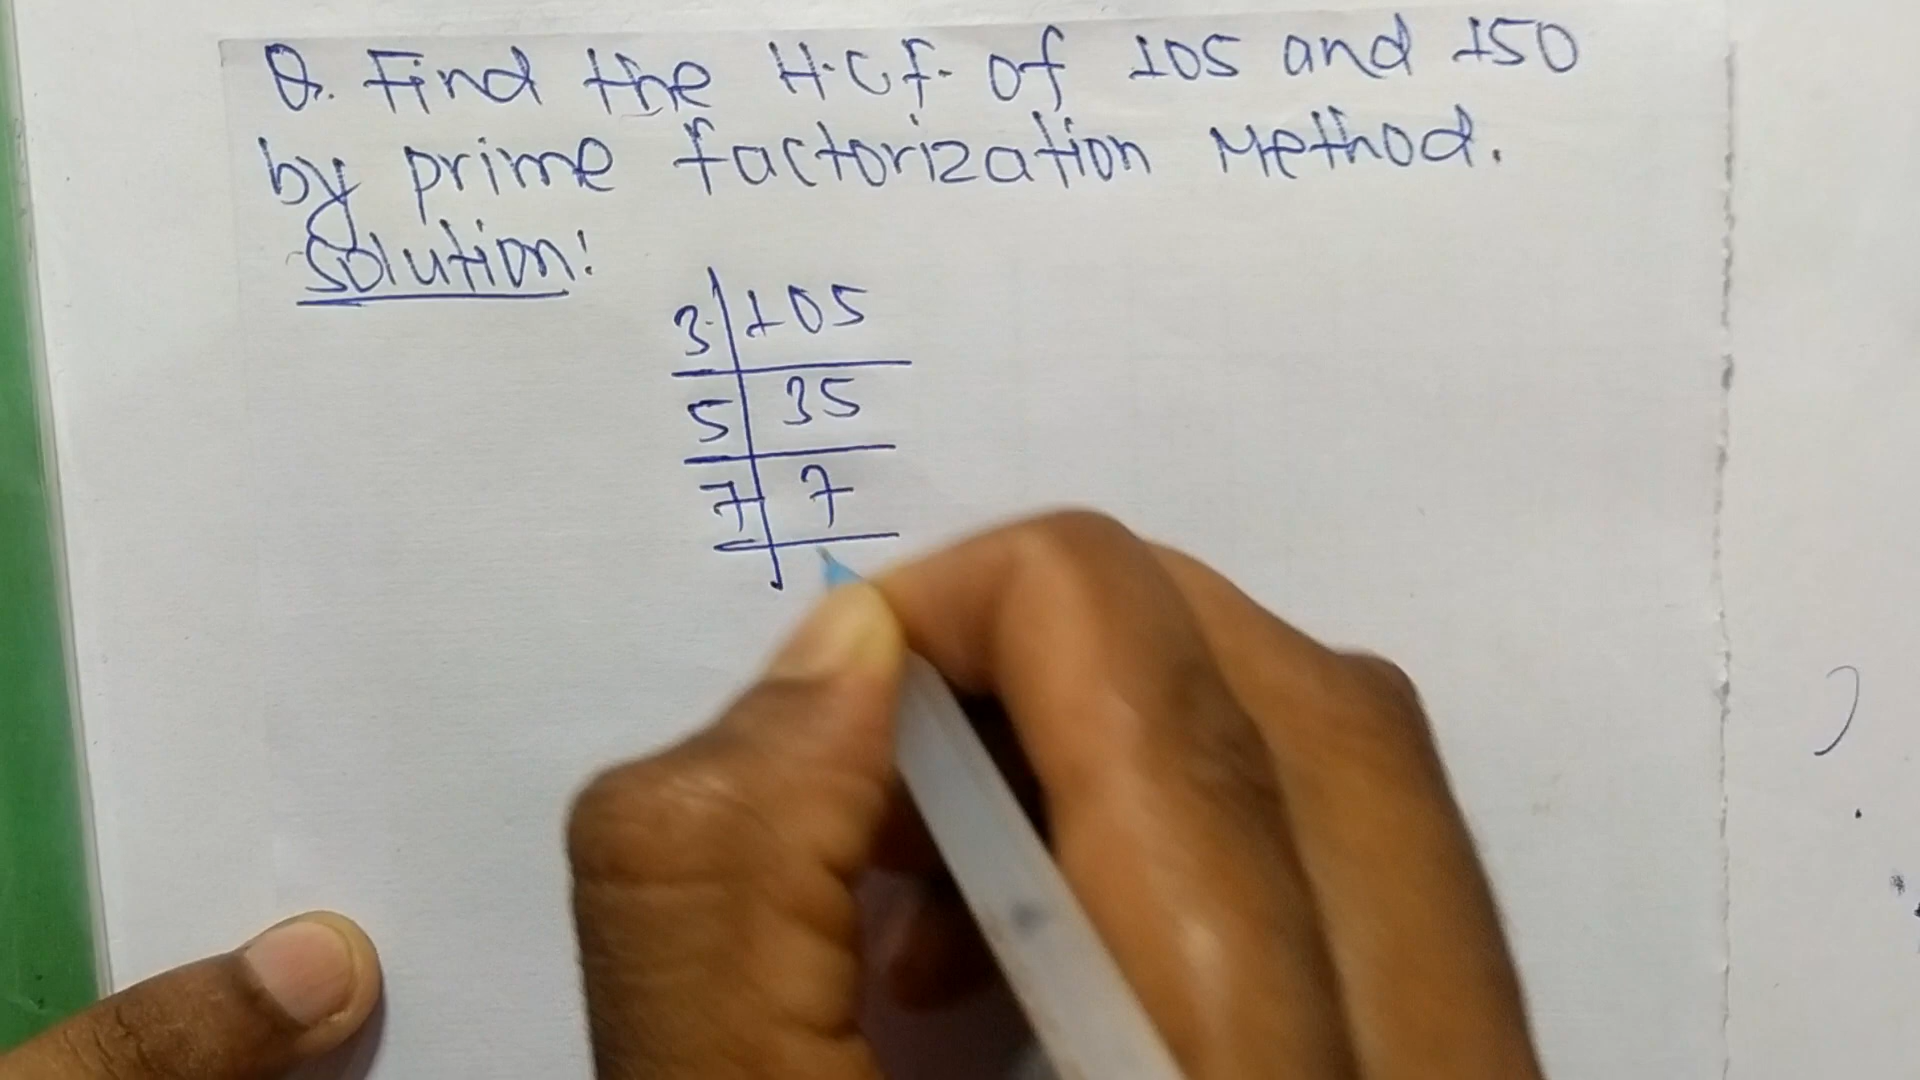 Q. Find the H.C.F. of 105 and 150
by prime factorization Method.
Solution:
3 105
5 35
7 7